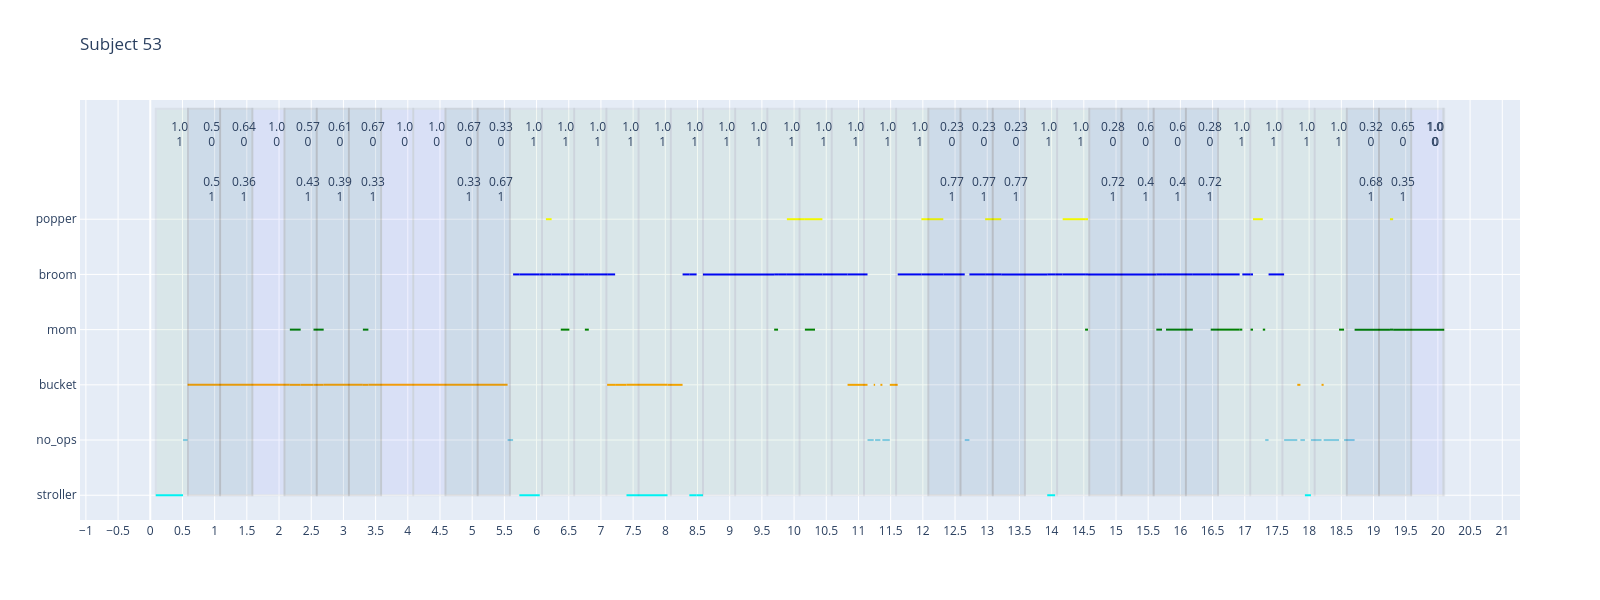 Subject 53
1.0 0.5 0.64 1.0 0.57 0.61 0.67 1.0 1.0 0.67 0.33 1.0 1.0 1.0 1.0 1.0 1.0 1.0 1.0 1.0 1.0 1.0 1.0 1.0 0.23 0.23 0.23 1.0 1.0 0.28 0.6 0.6 0.28 1.0 1.0 1.0 1.0 0.32 0.65 1.0
1 0 0 0 0 0 0 0 0 0 0 1 1 1 1 1 1 1 1 1 1 1 1 1 0 0 0 1 1 0 0 0 0 1 1 1 1 0 0 0
0.5 0.36 0.43 0.39 0.33 0.33 0.67 0.77 0.77 0.77 0.72 0.4 0.4 0.72 0.68 0.35
1 1 1 1 1 1 1 1 1 1 1 1 1 1 1 1
popper
broom
mom
bucket
no_ops
stroller
−1 −0.5 0 0.5 1 1.5 2 2.5 3 3.5 4 4.5 5 5.5 6 6.5 7 7.5 8 8.5 9 9.5 10 10.5 11 11.5 12 12.5 13 13.5 14 14.5 15 15.5 16 16.5 17 17.5 18 18.5 19 19.5 20 20.5 21